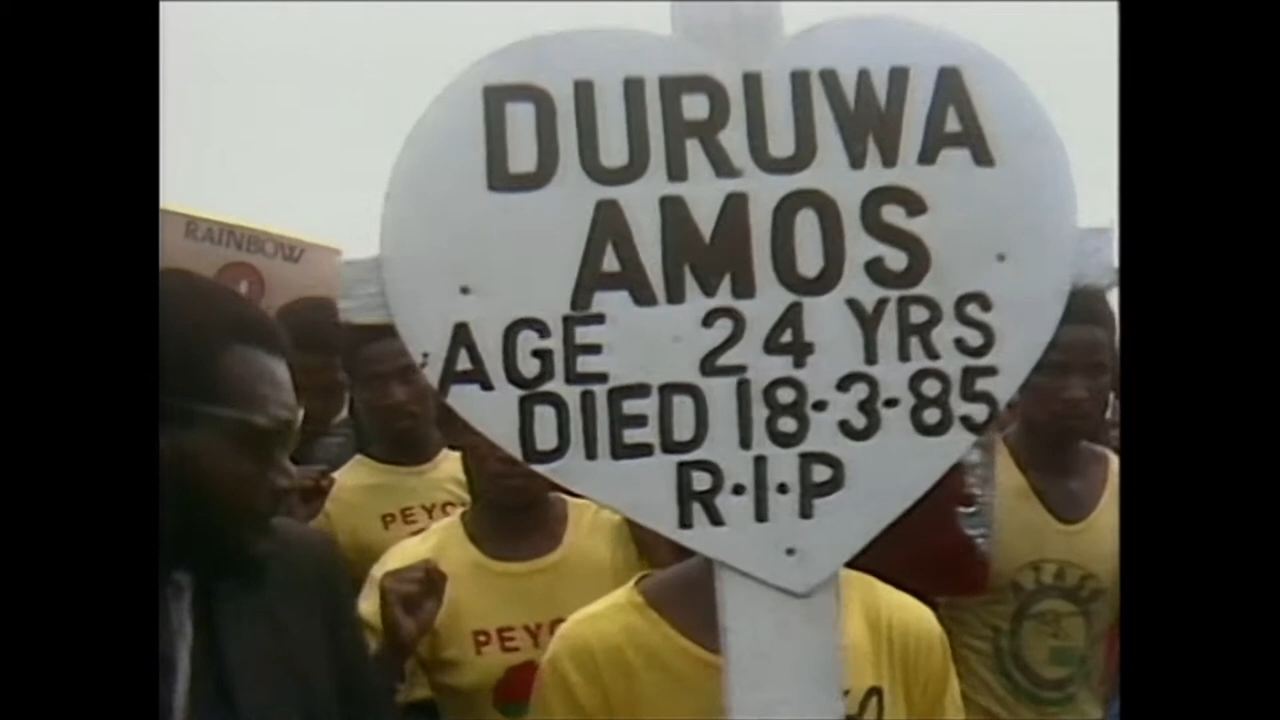 DURUWA
AMOS
AGE 24 YRS
DIED 18-3-85
R·I·P
RAINBOW